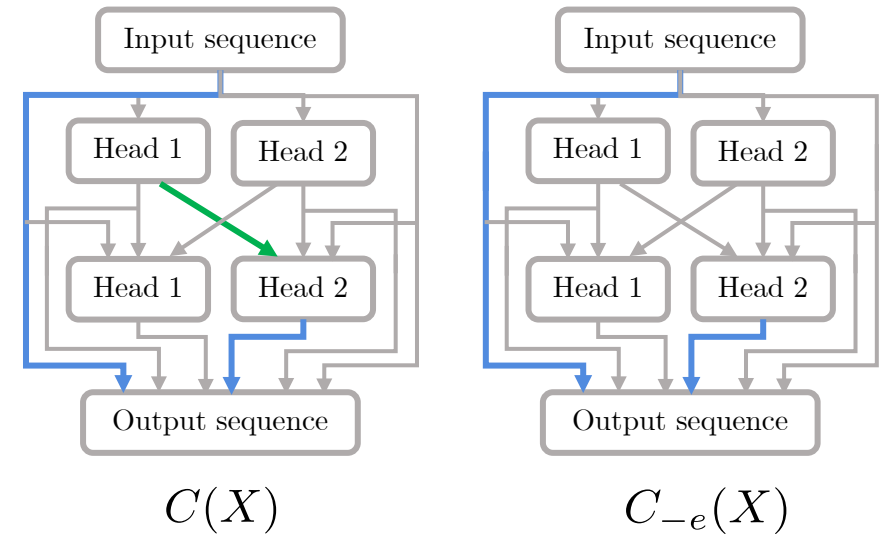 Input sequence
Head 1
Head 2
Head 1
Head 2
Output sequence
C(X)
Input sequence
Head 1
Head 2
Head 1
Head 2
Output sequence
C_{-e}(X)